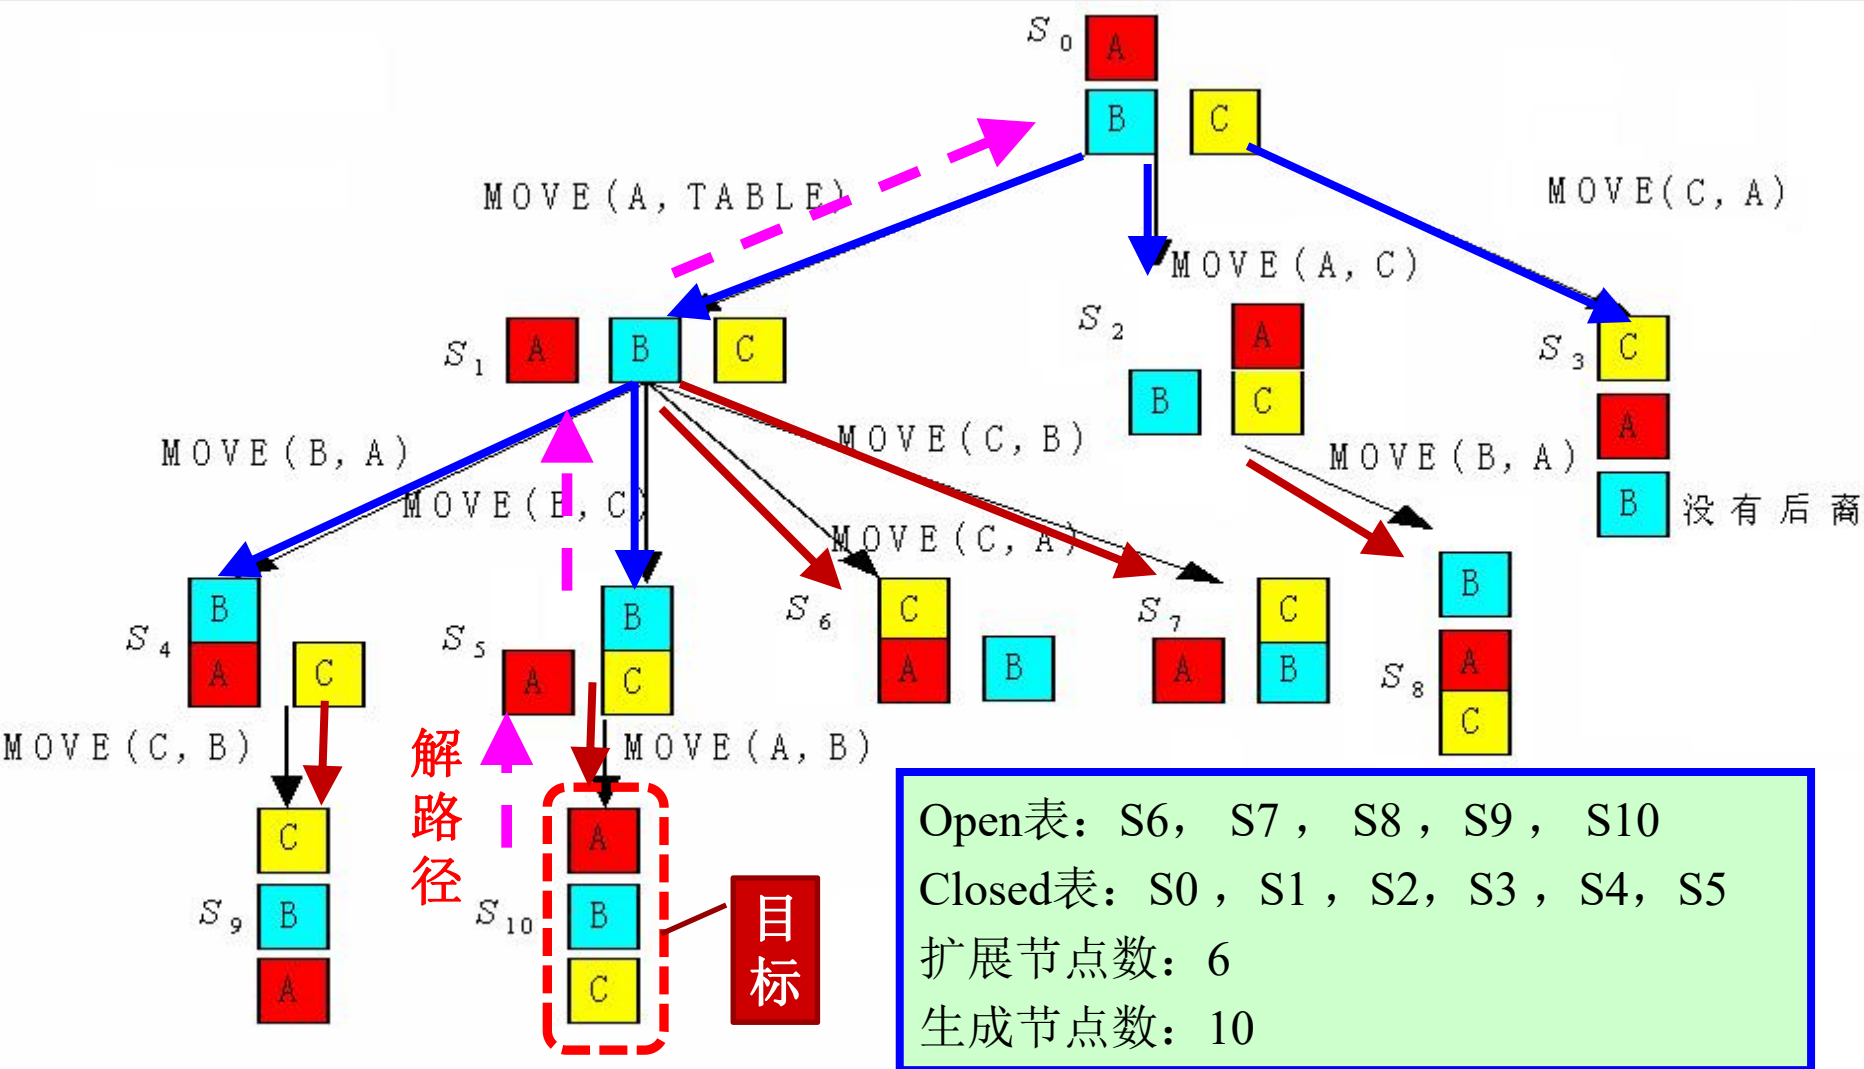 S0
A
B
C
MOVE(A,TABLE)
MOVE(C,A)
MOVE(A,C)
S1
A
B
C
S2
A
B
C
S3
C
A
B
没有后裔
MOVE(B,A)
MOVE(B,C)
MOVE(C,B)
MOVE(C,A)
MOVE(B,A)
S4
B
A
C
S5
A
B
C
S6
C
A
B
S7
A
C
B
S8
B
A
C
MOVE(C,B)
解路径
MOVE(A,B)
S9
C
B
A
S10
A
B
C
目标
Open表：S6， S7， S8，S9， S10
Closed表：S0，S1，S2，S3，S4，S5
扩展节点数：6
生成节点数：10